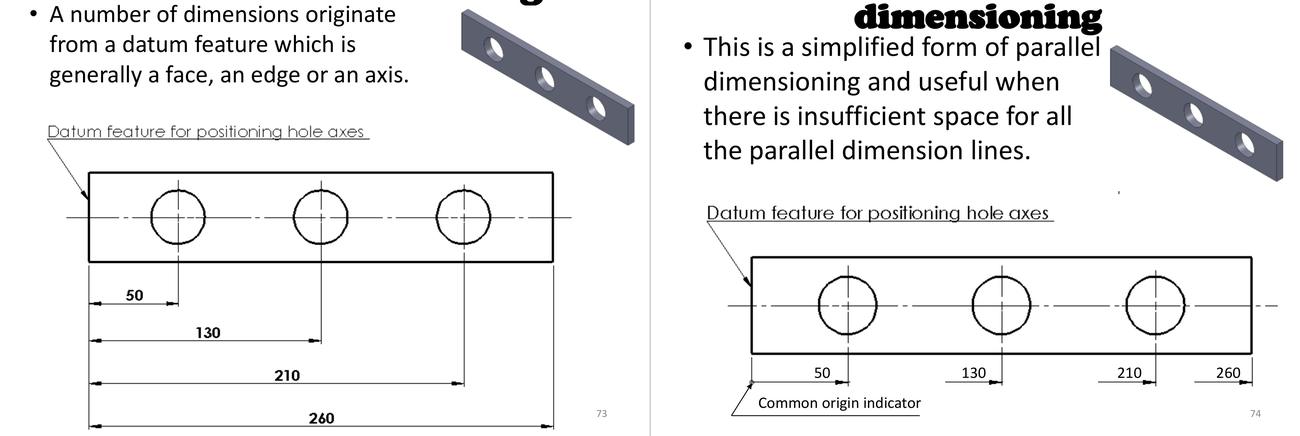 • A number of dimensions originate
from a datum feature which is
generally a face, an edge or an axis.
Datum feature for positioning hole axes
50
130
210
260
73
dimensioning
• This is a simplified form of parallel
dimensioning and useful when
there is insufficient space for all
the parallel dimension lines.
Datum feature for positioning hole axes
50 130 210 260
Common origin indicator
74